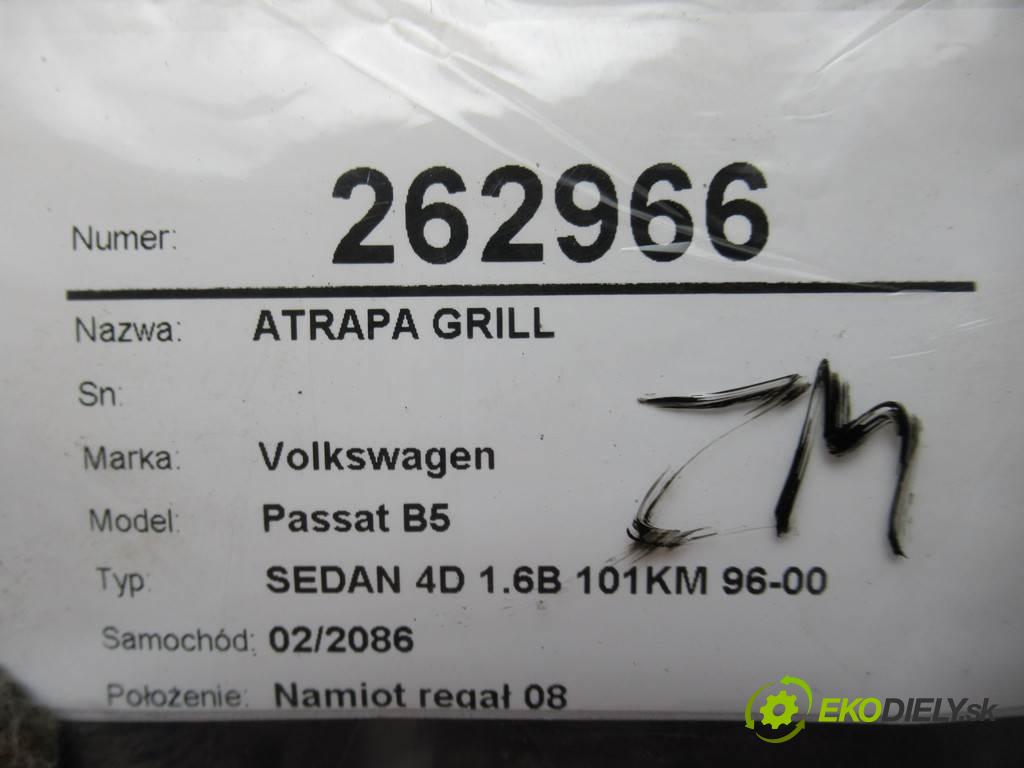 Numer: 262966
Nazwa: ATRAPA GRILL
Sn:
ZM
Marka: Volkswagen
Model: Passat B5
Typ: SEDAN 4D 1.6B 101KM 96-00
Samochód: 02/2086
Położenie: Namiot regał 08
EKODIELY.sk